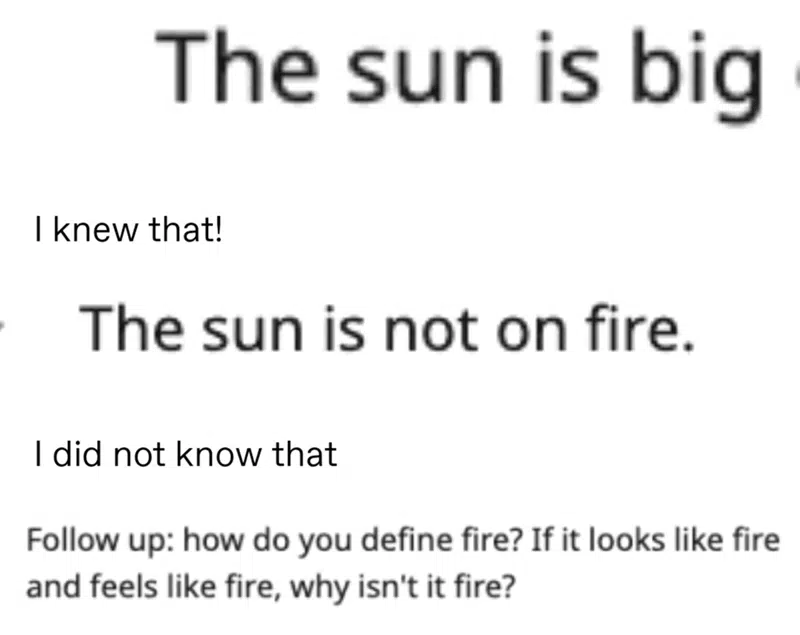 The sun is big
I knew that!
The sun is not on fire.
I did not know that
Follow up: how do you define fire? If it looks like fire
and feels like fire, why isn't it fire?